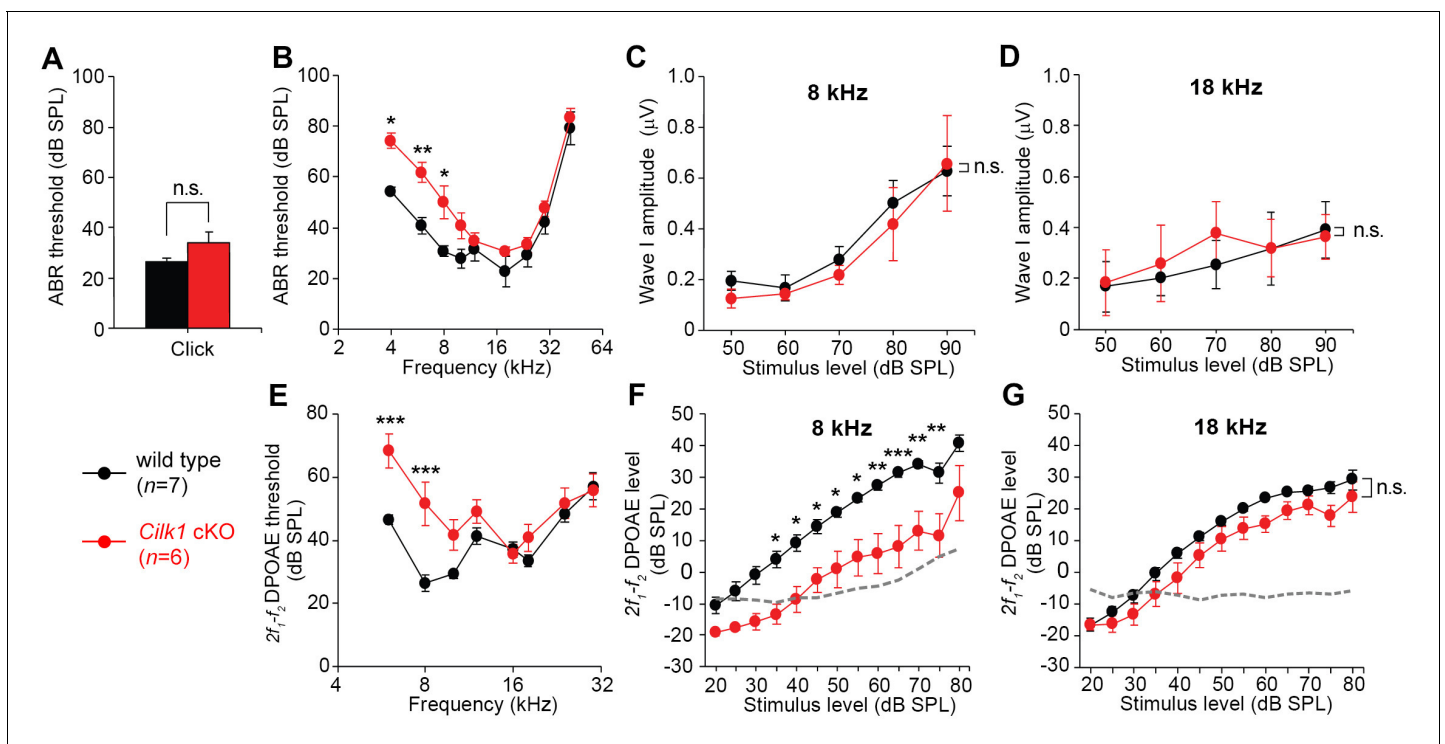 A
ABR threshold (dB SPL)
100
80
60
40
20
0
n.s.
Click
B
ABR threshold (dB SPL)
100
80
60
40
20
0
*
**
*
2 4 8 16 32 64
Frequency (kHz)
C
8 kHz
Wave I amplitude (µV)
1.0
0.8
0.6
0.4
0.2
0
n.s.
50 60 70 80 90
Stimulus level (dB SPL)
D
18 kHz
Wave I amplitude (µV)
1.0
0.8
0.6
0.4
0.2
0
n.s.
50 60 70 80 90
Stimulus level (dB SPL)
wild type
(n=7)
Cilk1 cKO
(n=6)
E
2f1-f2 DPOAE threshold
(dB SPL)
80
60
40
20
0
***
***
4 8 16 32
Frequency (kHz)
F
8 kHz
2f1-f2 DPOAE level
(dB SPL)
50
40
30
20
10
0
-10
-20
-30
* * * * * ** *** ** **
20 30 40 50 60 70 80
Stimulus level (dB SPL)
G
18 kHz
2f1-f2 DPOAE level
(dB SPL)
50
40
30
20
10
0
-10
-20
-30
n.s.
20 30 40 50 60 70 80
Stimulus level (dB SPL)